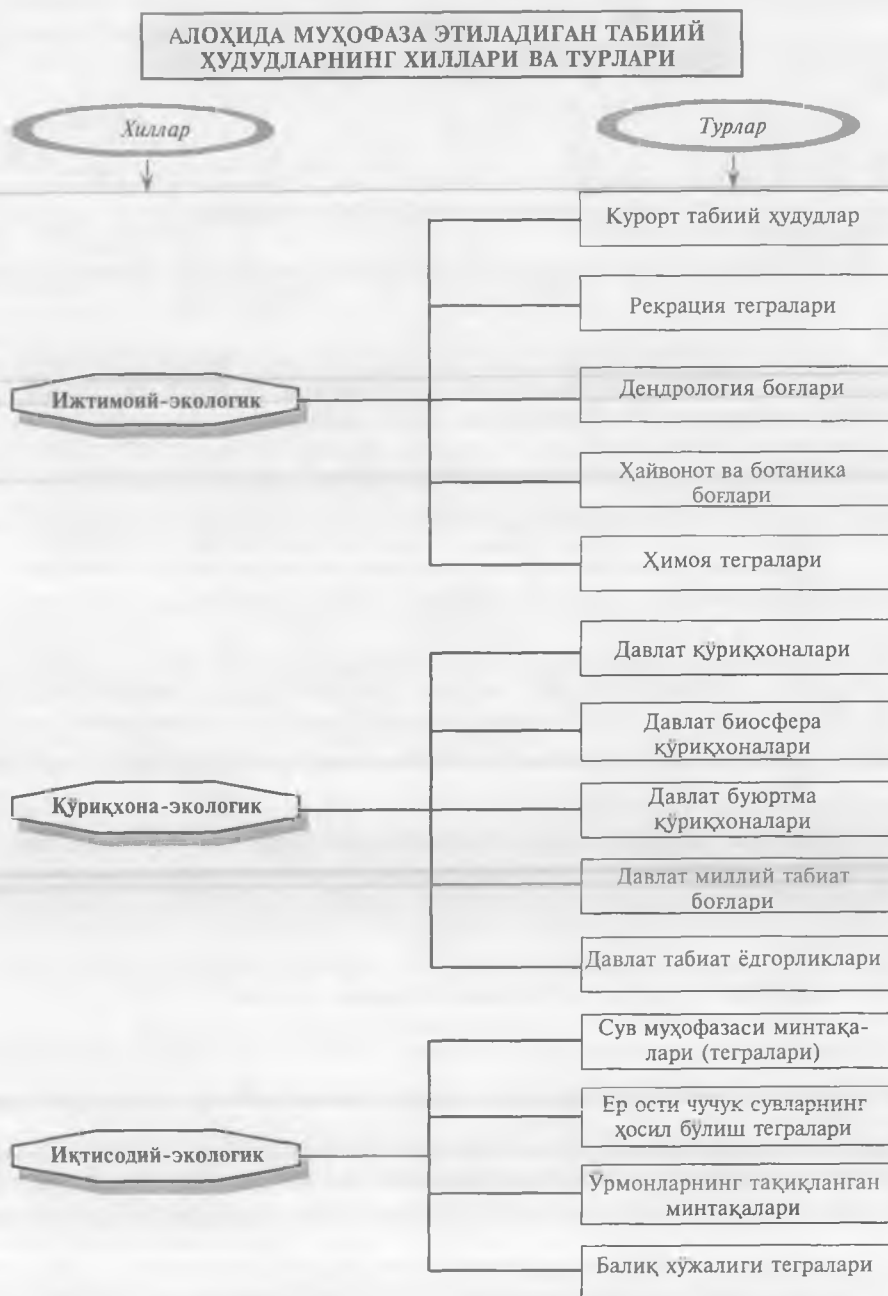 АЛОҲИДА МУҲОФАЗА ЭТИЛАДИГАН ТАБИИЙ
ҲУДУДЛАРНИНГ ХИЛЛАРИ ВА ТУРЛАРИ
Хиллар
Турлар
Ижтимоий-экологик
Курорт табиий ҳудудлар
Рекрация тегралари
Дендрология боғлари
Ҳайвонот ва ботаника
боғлари
Ҳимоя тегралари
Қўриқхона-экологик
Давлат қўриқхоналари
Давлат биосфера
қўриқхоналари
Давлат буюртма
қўриқхоналари
Давлат миллий табиат
боғлари
Давлат табиат ёдгорликлари
Иқтисодий-экологик
Сув муҳофазаси минтақа-
лари (тегралари)
Ер ости чучук сувларнинг
ҳосил бўлиш тегралари
Ўрмонларнинг тақиқланган
минтақалари
Балиқ хўжалиги тегралари